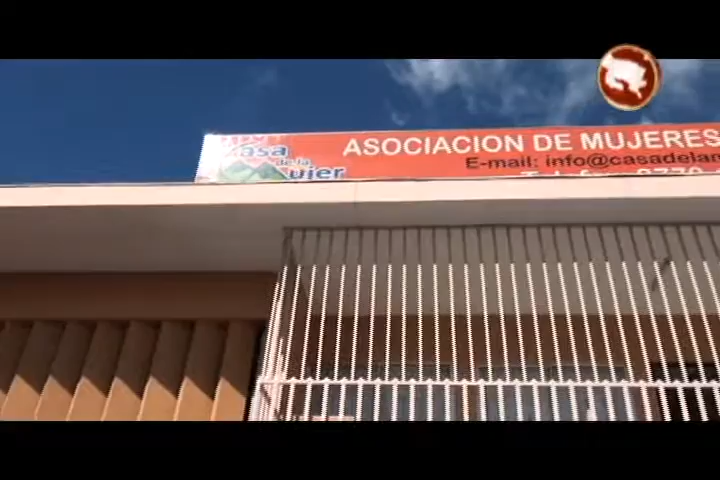 Casa
de la
Mujer
ASOCIACION DE MUJERES
E-mail: info@casadelam